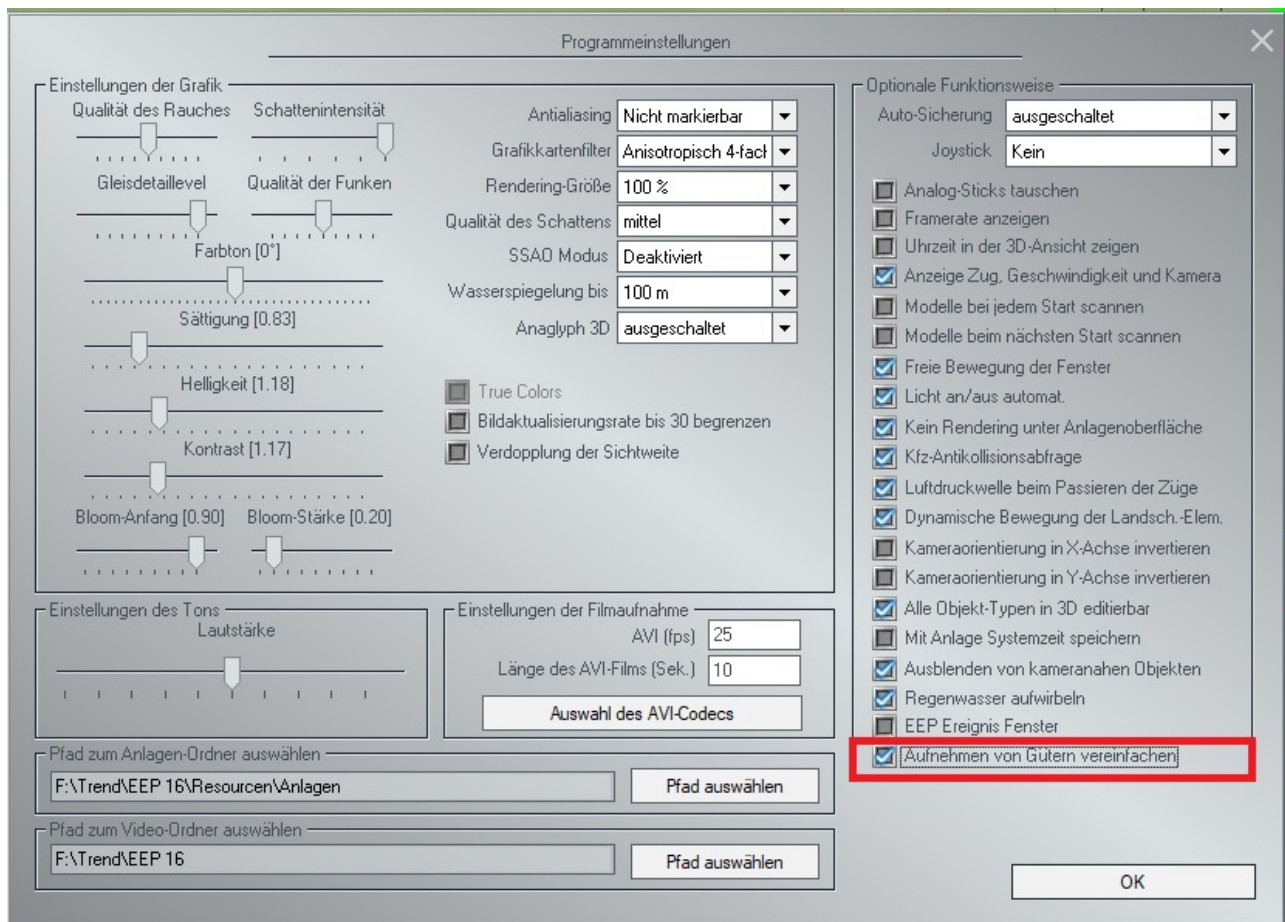 Programmeinstellungen
Einstellungen der Grafik
Qualität des Rauches
Schattenintensität
Gleisdetaillevel
Qualität der Funken
Farbton [0°]
Sättigung [0.83]
Helligkeit [1.18]
Kontrast [1.17]
Bloom-Anfang [0.90]
Bloom-Stärke [0.20]
Antialiasing Nicht markierbar
Grafikkartenfilter Anisotropisch 4-fach
Rendering-Größe 100 %
Qualität des Schattens mittel
SSAO Modus Deaktiviert
Wasserspiegelung bis 100 m
Anaglyph 3D ausgeschaltet
True Colors
Bildaktualisierungsrate bis 30 begrenzen
Verdopplung der Sichtweite
Einstellungen des Tons
Lautstärke
Einstellungen der Filmaufnahme
AVI (fps) 25
Länge des AVI-Films (Sek.) 10
Auswahl des AVI-Codecs
Pfad zum Anlagen-Ordner auswählen
F:\Trend\EEP 16\Resourcen\Anlagen
Pfad auswählen
Pfad zum Video-Ordner auswählen
F:\Trend\EEP 16
Pfad auswählen
Optionale Funktionsweise
Auto-Sicherung ausgeschaltet
Joystick Kein
Analog-Sticks tauschen
Framerate anzeigen
Uhrzeit in der 3D-Ansicht zeigen
Anzeige Zug, Geschwindigkeit und Kamera
Modelle bei jedem Start scannen
Modelle beim nächsten Start scannen
Freie Bewegung der Fenster
Licht an/aus automat.
Kein Rendering unter Anlagenoberfläche
Kfz-Antikollisionsabfrage
Luftdruckwelle beim Passieren der Züge
Dynamische Bewegung der Landsch.-Elem.
Kameraorientierung in X-Achse invertieren
Kameraorientierung in Y-Achse invertieren
Alle Objekt-Typen in 3D editierbar
Mit Anlage Systemzeit speichern
Ausblenden von kameranahen Objekten
Regenwasser aufwirbeln
EEP Ereignis Fenster
Aufnehmen von Gütern vereinfachen
OK